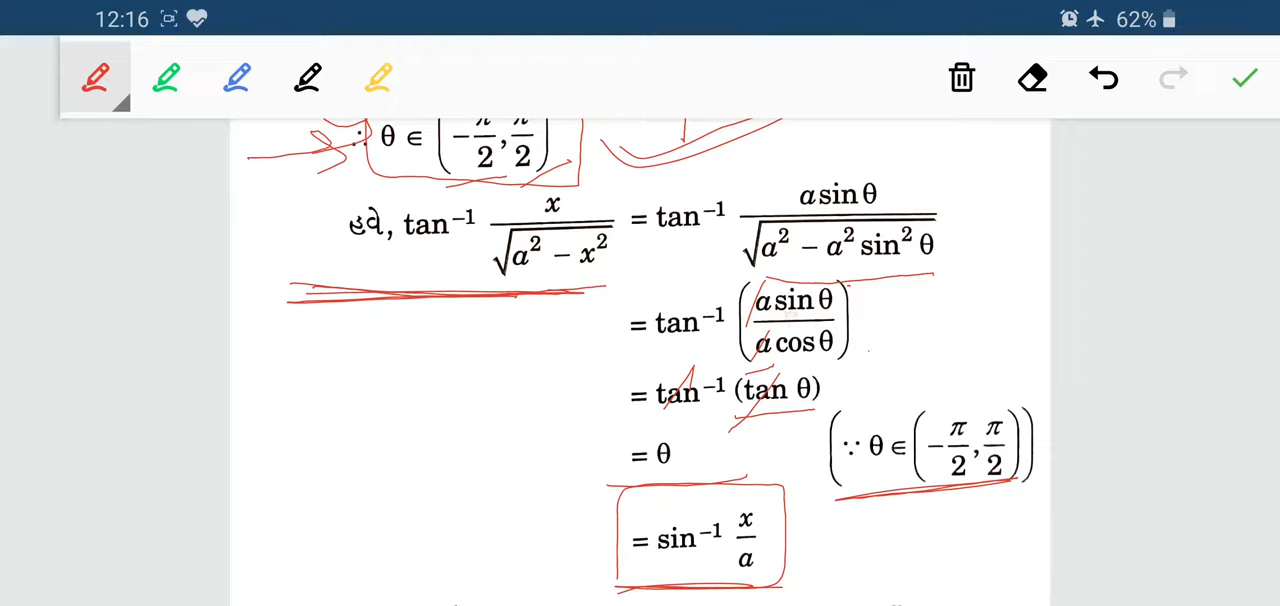 12:16 62%
∴ θ ∈ (−π/2, π/2)
હવે, tan⁻¹ x/√(a² − x²) = tan⁻¹ a sin θ/√(a² − a² sin² θ)
= tan⁻¹ (a sin θ/a cos θ)
= tan⁻¹ (tan θ)
= θ (∵ θ ∈ (−π/2, π/2))
= sin⁻¹ x/a